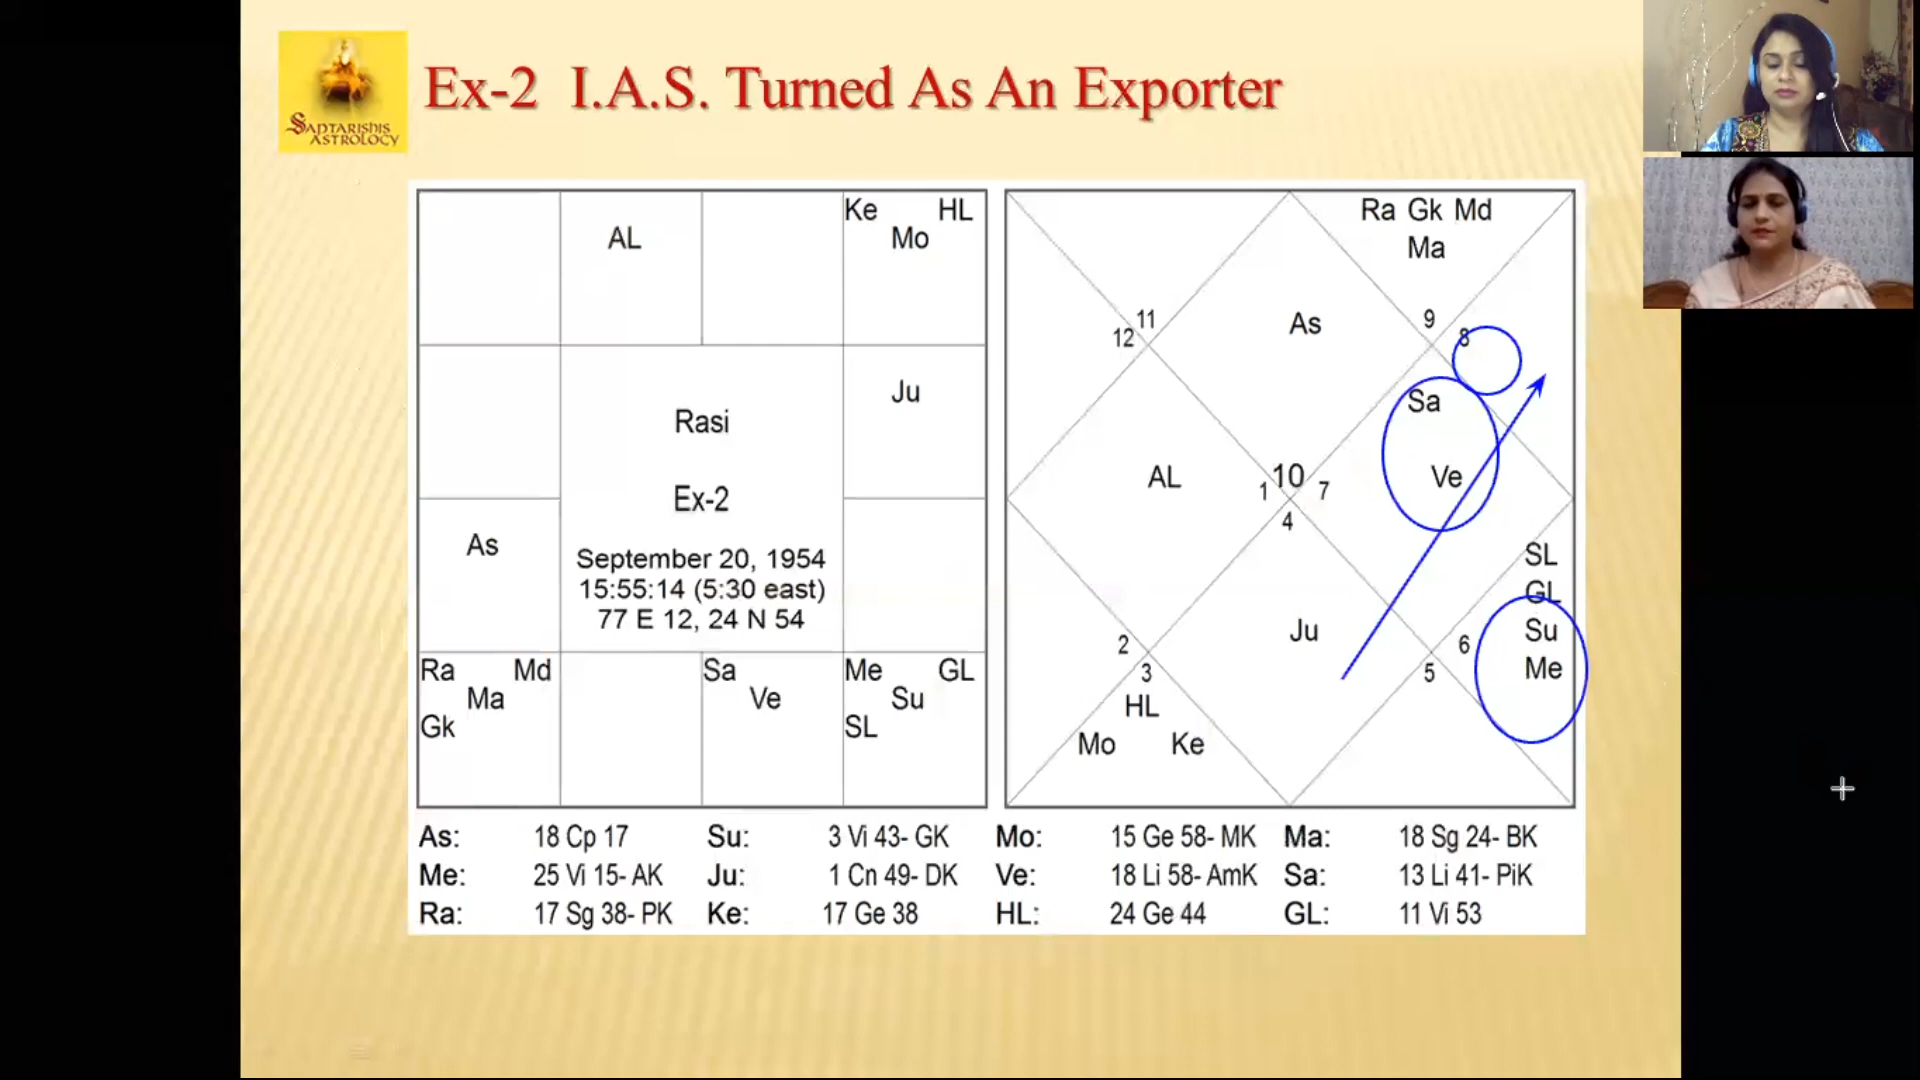 SAPTARISHIS
ASTROLOGY
Ex-2 I.A.S. Turned As An Exporter
AL
Ke HL
Mo
Ju
As
Rasi
Ex-2
September 20, 1954
15:55:14 (5:30 east)
77 E 12, 24 N 54
Ra Md
Ma
Gk
Sa
Ve
Me GL
Su
SL
Ra Gk Md
Ma
As
11
12
9
8
Sa
Ve
AL
10
1
7
4
SL
GL
Su
Me
Ju
2
3
6
5
HL
Mo Ke
As: 18 Cp 17 Su: 3 Vi 43- GK Mo: 15 Ge 58- MK Ma: 18 Sg 24- BK
Me: 25 Vi 15- AK Ju: 1 Cn 49- DK Ve: 18 Li 58- AmK Sa: 13 Li 41- PiK
Ra: 17 Sg 38- PK Ke: 17 Ge 38 HL: 24 Ge 44 GL: 11 Vi 53